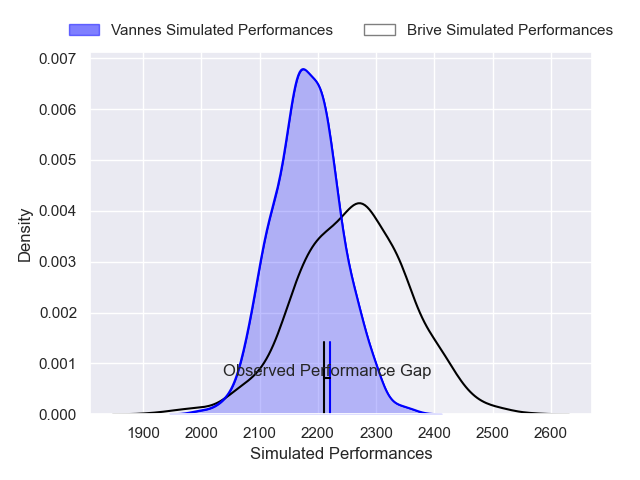 Vannes Simulated Performances
Brive Simulated Performances
0.007
0.006
0.005
0.004
0.003
0.002
0.001
0.000
Density
Observed Performance Gap
1900 2000 2100 2200 2300 2400 2500 2600
Simulated Performances